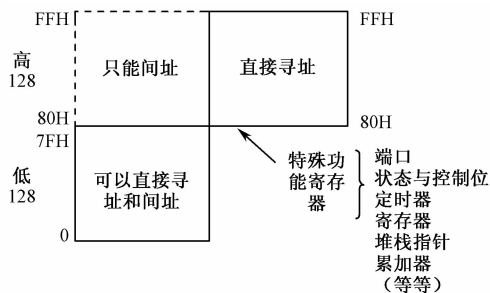 FFH
FFH
高
128
只能间址
直接寻址
80H
80H
7FH
低
128
可以直接寻
址和间址
0
特殊功
能寄存
器
端口
状态与控制位
定时器
寄存器
堆栈指针
累加器
（等等）